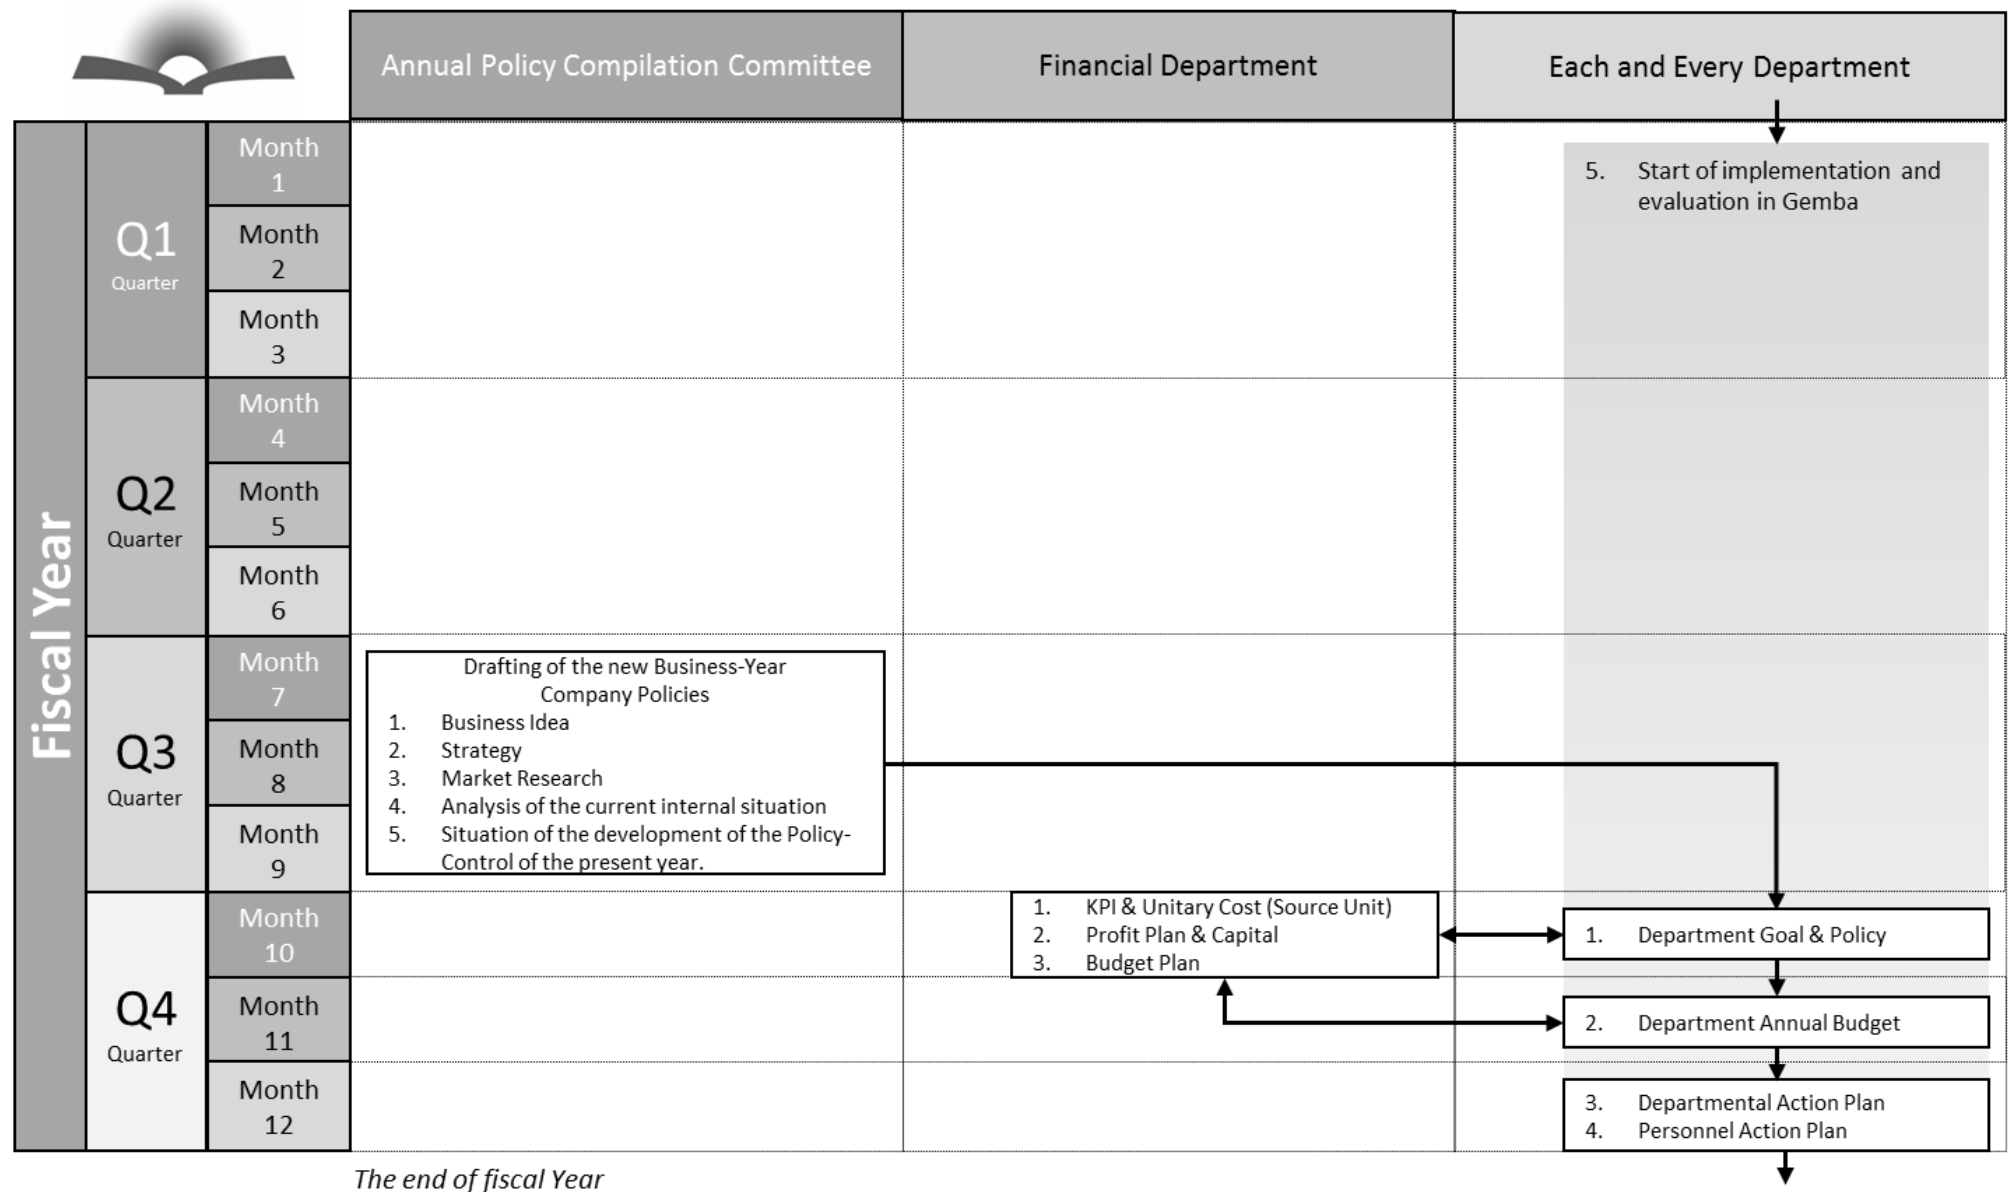 Annual Policy Compilation Committee
Financial Department
Each and Every Department
Fiscal Year
Q1
Quarter
Month
1
Month
2
Month
3
5. Start of implementation and
evaluation in Gemba
Q2
Quarter
Month
4
Month
5
Month
6
Q3
Quarter
Month
7
Month
8
Month
9
Drafting of the new Business-Year
Company Policies
1. Business Idea
2. Strategy
3. Market Research
4. Analysis of the current internal situation
5. Situation of the development of the Policy-
Control of the present year.
Q4
Quarter
Month
10
Month
11
Month
12
1. KPI & Unitary Cost (Source Unit)
2. Profit Plan & Capital
3. Budget Plan
1. Department Goal & Policy
2. Department Annual Budget
3. Departmental Action Plan
4. Personnel Action Plan
The end of fiscal Year